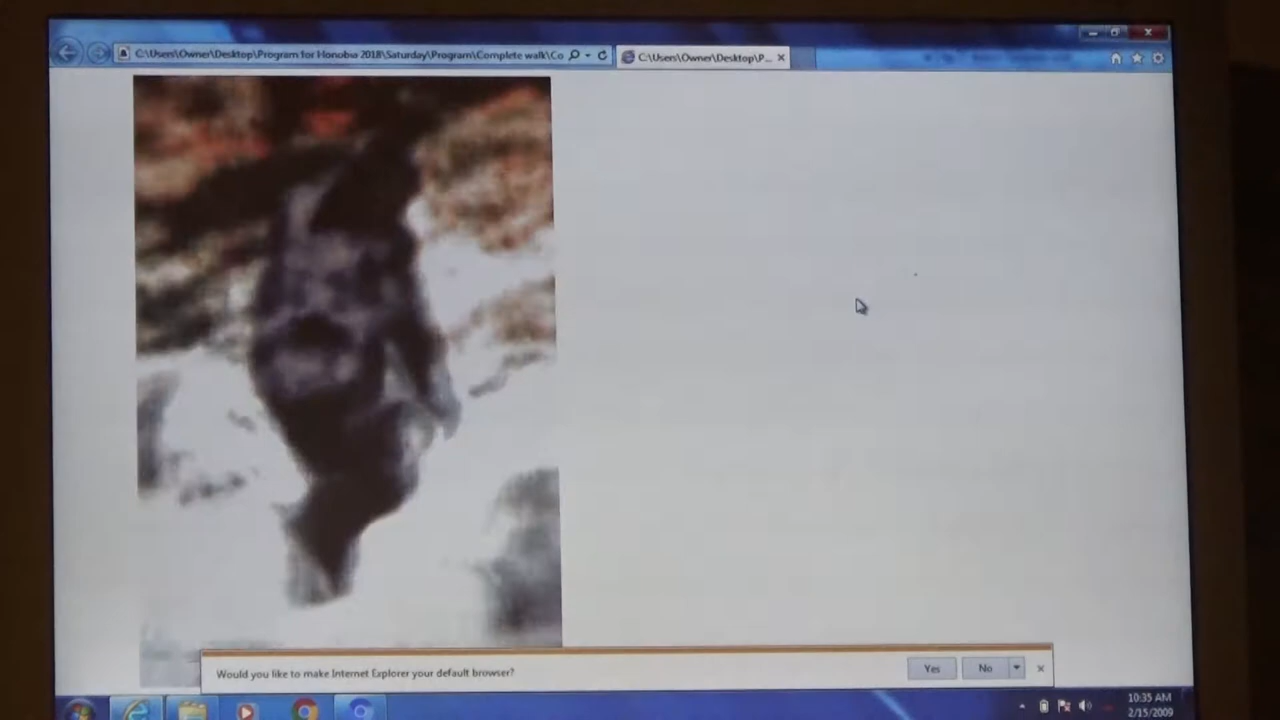 C:\Users\Owner\Desktop\Program for Honobia 2018\Saturday\Program\Complete walk\Co
C:\Users\Owner\Desktop\P...
Would you like to make Internet Explorer your default browser?
Yes
No
10:35 AM
2/15/2009